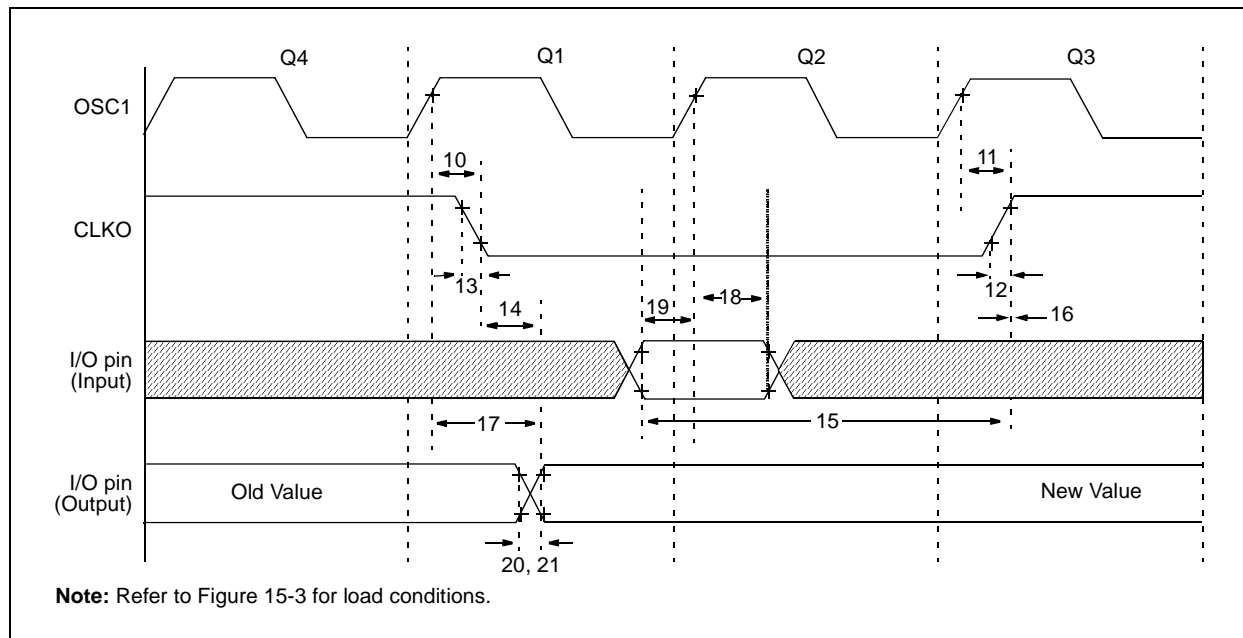 Q4 Q1 Q2 Q3
OSC1
10 11
CLKO
13 12
14 19 18 16
I/O pin
(Input)
17 15
I/O pin
(Output)
Old Value New Value
20, 21
Note: Refer to Figure 15-3 for load conditions.